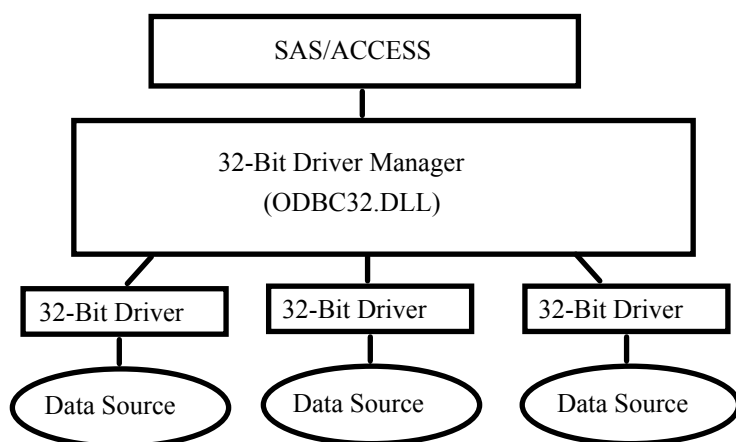 SAS/ACCESS
32-Bit Driver Manager
(ODBC32.DLL)
32-Bit Driver
32-Bit Driver
32-Bit Driver
Data Source
Data Source
Data Source